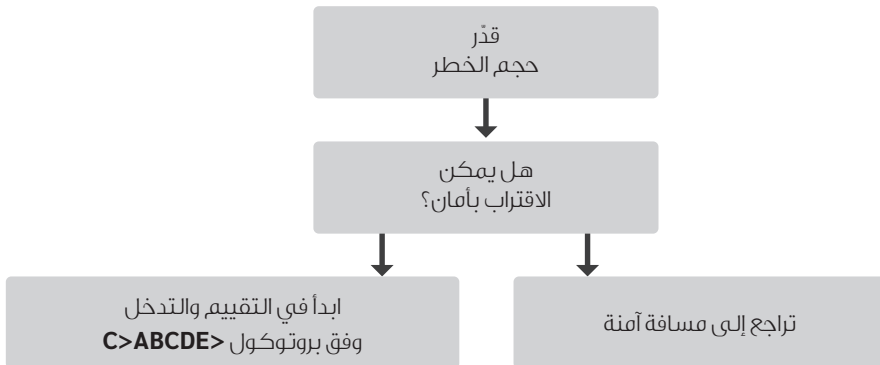 قدّر
حجم الخطر
هل يمكن
الاقتراب بأمان؟
تراجع إلى مسافة آمنة
ابدأ في التقييم والتدخل
وفق بروتوكول <C>ABCDE